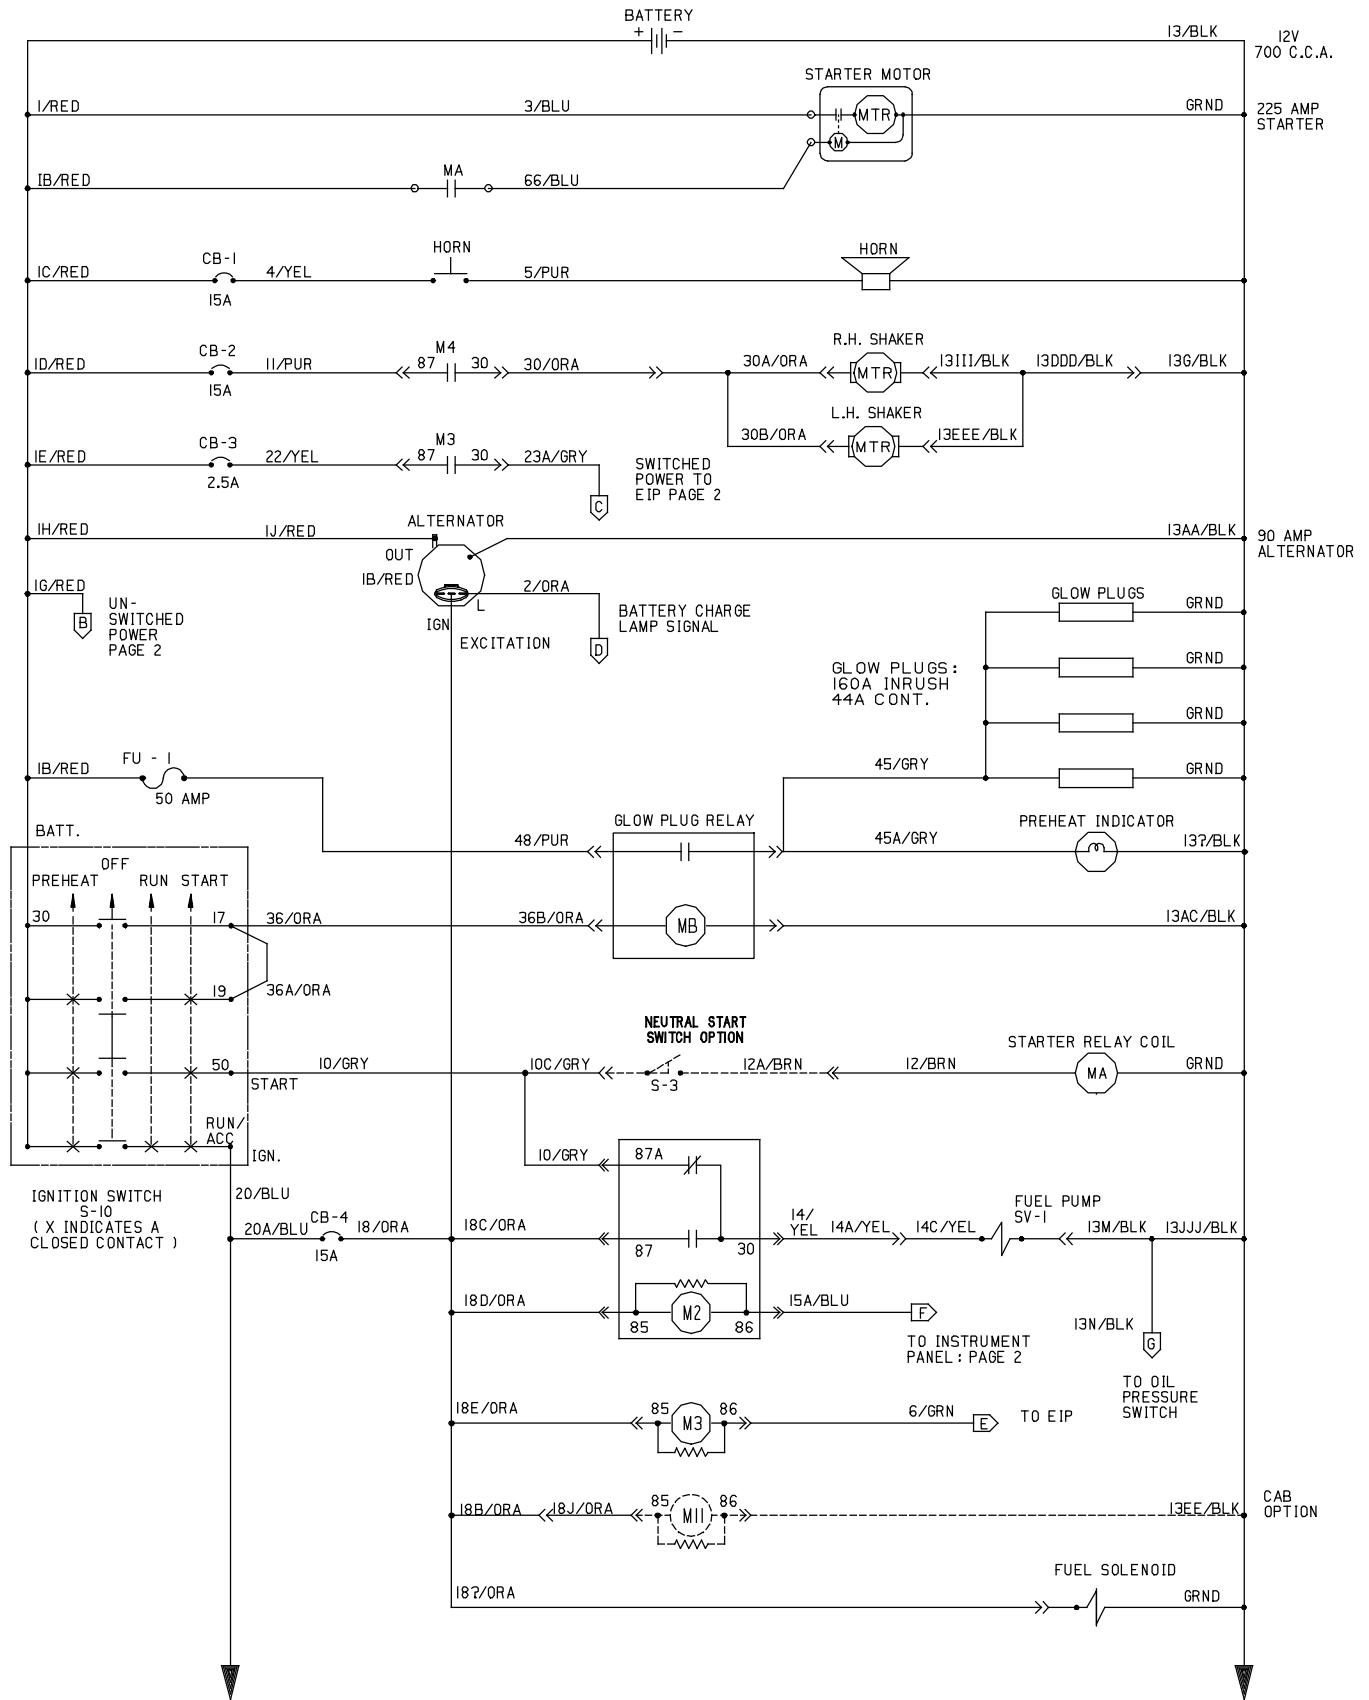 BATTERY
+ −
13/BLK
12V
700 C.C.A.
STARTER MOTOR
1/RED
3/BLU
MTR
GRND
225 AMP
STARTER
M
1B/RED
MA
66/BLU
1C/RED
CB-1
15A
4/YEL
HORN
5/PUR
HORN
1D/RED
CB-2
15A
11/PUR
87
M4
30
30/ORA
30A/ORA
R.H. SHAKER
MTR
13III/BLK
13DDD/BLK
13G/BLK
L.H. SHAKER
30B/ORA
MTR
13EEE/BLK
1E/RED
CB-3
2.5A
22/YEL
87
M3
30
23A/GRY
C
SWITCHED
POWER TO
EIP PAGE 2
1H/RED
1J/RED
ALTERNATOR
OUT
13AA/BLK
90 AMP
ALTERNATOR
1B/RED
1G/RED
B
UN-
SWITCHED
POWER
PAGE 2
L
2/ORA
IGN
EXCITATION
D
BATTERY CHARGE
LAMP SIGNAL
GLOW PLUGS
GRND
GRND
GLOW PLUGS:
160A INRUSH
44A CONT.
GRND
45/GRY
GRND
1B/RED
FU - 1
50 AMP
BATT.
48/PUR
GLOW PLUG RELAY
45A/GRY
PREHEAT INDICATOR
13?/BLK
OFF
PREHEAT
RUN
START
30
17
36/ORA
36B/ORA
MB
13AC/BLK
19
36A/ORA
NEUTRAL START
SWITCH OPTION
50
START
10/GRY
10C/GRY
S-3
12A/BRN
12/BRN
STARTER RELAY COIL
MA
GRND
RUN/
ACC
IGN.
10/GRY
87A
IGNITION SWITCH
S-10
( X INDICATES A
CLOSED CONTACT )
20/BLU
20A/BLU
CB-4
15A
18/ORA
18C/ORA
87
30
14/
YEL
14A/YEL
14C/YEL
FUEL PUMP
SV-1
13M/BLK
13JJJ/BLK
18D/ORA
85
M2
86
15A/BLU
F
TO INSTRUMENT
PANEL: PAGE 2
13N/BLK
G
TO OIL
PRESSURE
SWITCH
18E/ORA
85
M3
86
6/GRN
E
TO EIP
18B/ORA
18J/ORA
85
M11
86
13EE/BLK
CAB
OPTION
18?/ORA
FUEL SOLENOID
GRND